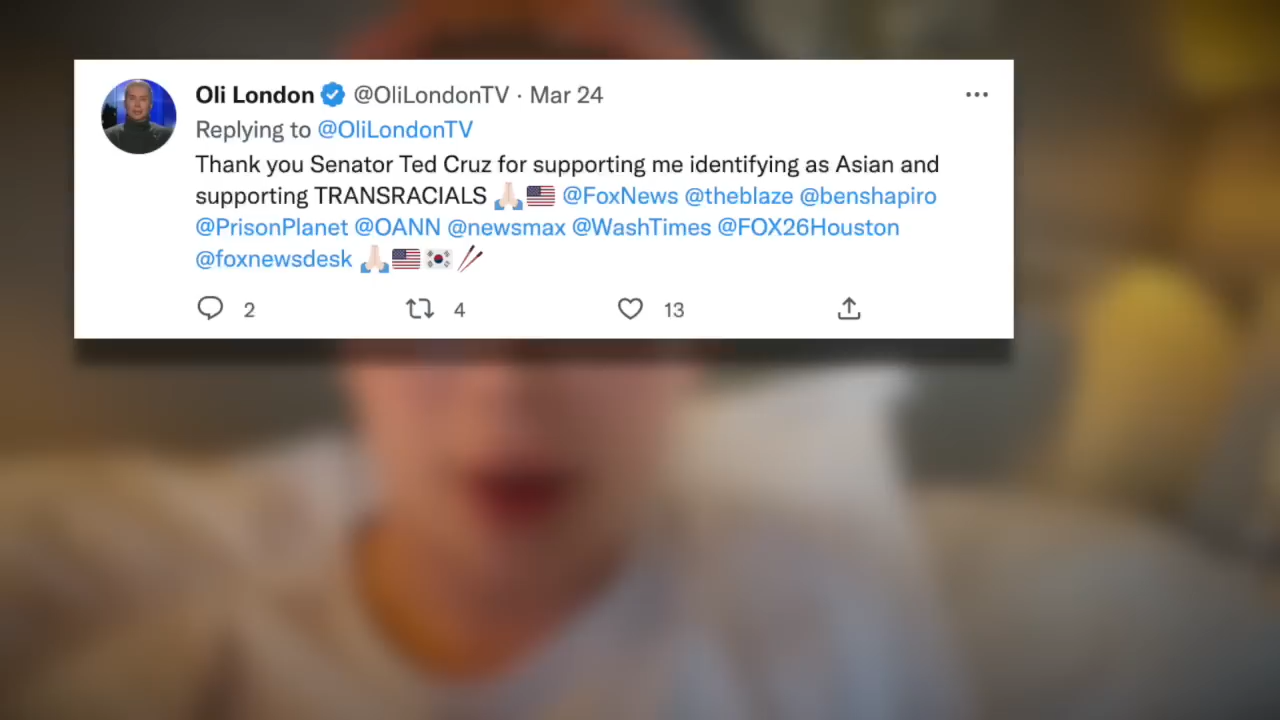 Oli London @OliLondonTV · Mar 24
Replying to @OliLondonTV
Thank you Senator Ted Cruz for supporting me identifying as Asian and
supporting TRANSRACIALS 🙏🏻🇺🇸 @FoxNews @theblaze @benshapiro
@PrisonPlanet @OANN @newsmax @WashTimes @FOX26Houston
@foxnewsdesk 🙏🏻🇺🇸🇰🇷🥢
2 4 13